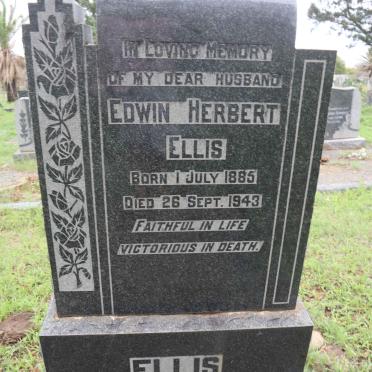 IN LOVING MEMORY
OF MY DEAR HUSBAND
EDWIN HERBERT
ELLIS
BORN 1 JULY 1885
DIED 26 SEPT. 1943
FAITHFUL IN LIFE
VICTORIOUS IN DEATH.
ELLIS